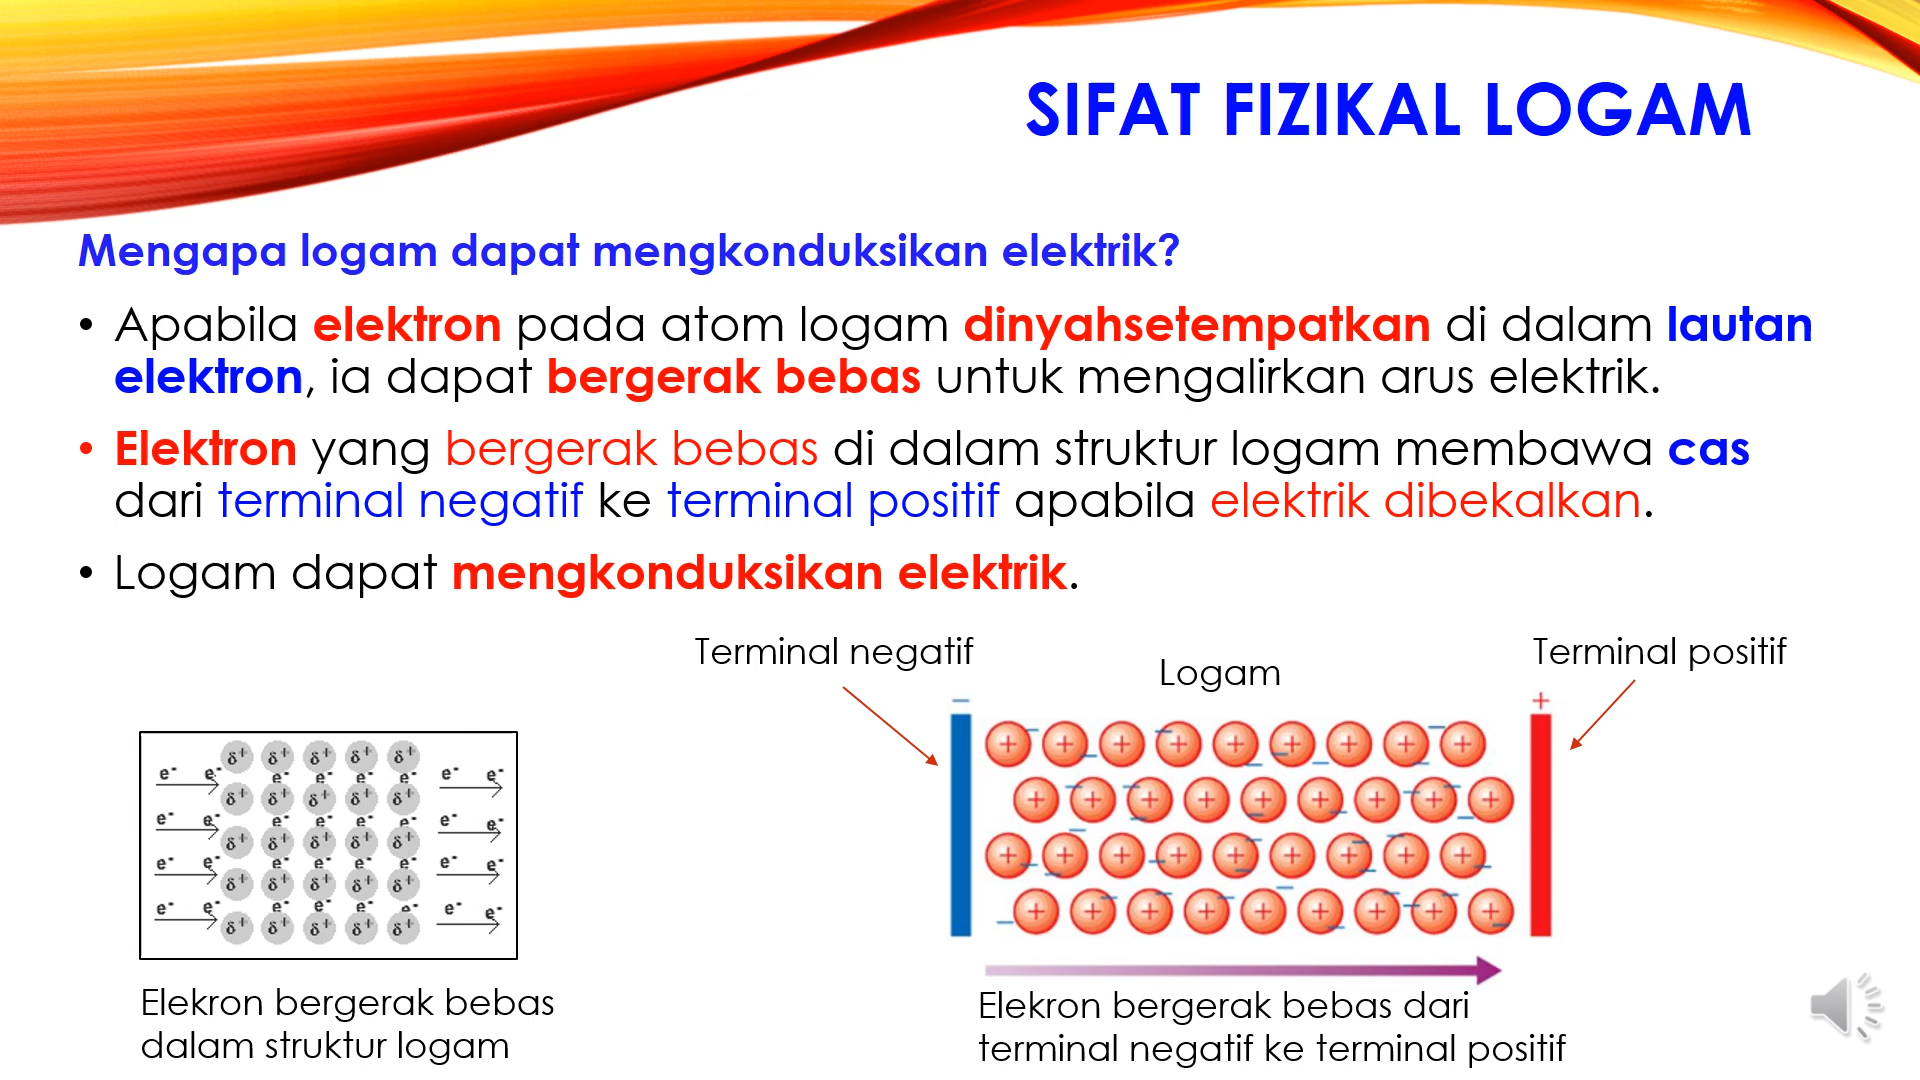 SIFAT FIZIKAL LOGAM
Mengapa logam dapat mengkonduksikan elektrik?
• Apabila elektron pada atom logam dinyahsetempatkan di dalam lautan
elektron, ia dapat bergerak bebas untuk mengalirkan arus elektrik.
• Elektron yang bergerak bebas di dalam struktur logam membawa cas
dari terminal negatif ke terminal positif apabila elektrik dibekalkan.
• Logam dapat mengkonduksikan elektrik.
Terminal negatif
Logam
Terminal positif
− +
δ+ δ+ δ+ δ+ δ+
e- e- e- e- e- e- e- e-
δ+ δ+ δ+ δ+ δ+
e- e- e- e- e- e- e- e-
δ+ δ+ δ+ δ+ δ+
e- e- e- e- e- e- e- e-
δ+ δ+ δ+ δ+ δ+
e- e- e- e- e- e- e- e-
δ+ δ+ δ+ δ+ δ+
+ + + + + + + + +
+ + + + + + + + +
+ + + + + + + + +
+ + + + + + + + +
Elekron bergerak bebas
dalam struktur logam
Elekron bergerak bebas dari
terminal negatif ke terminal positif